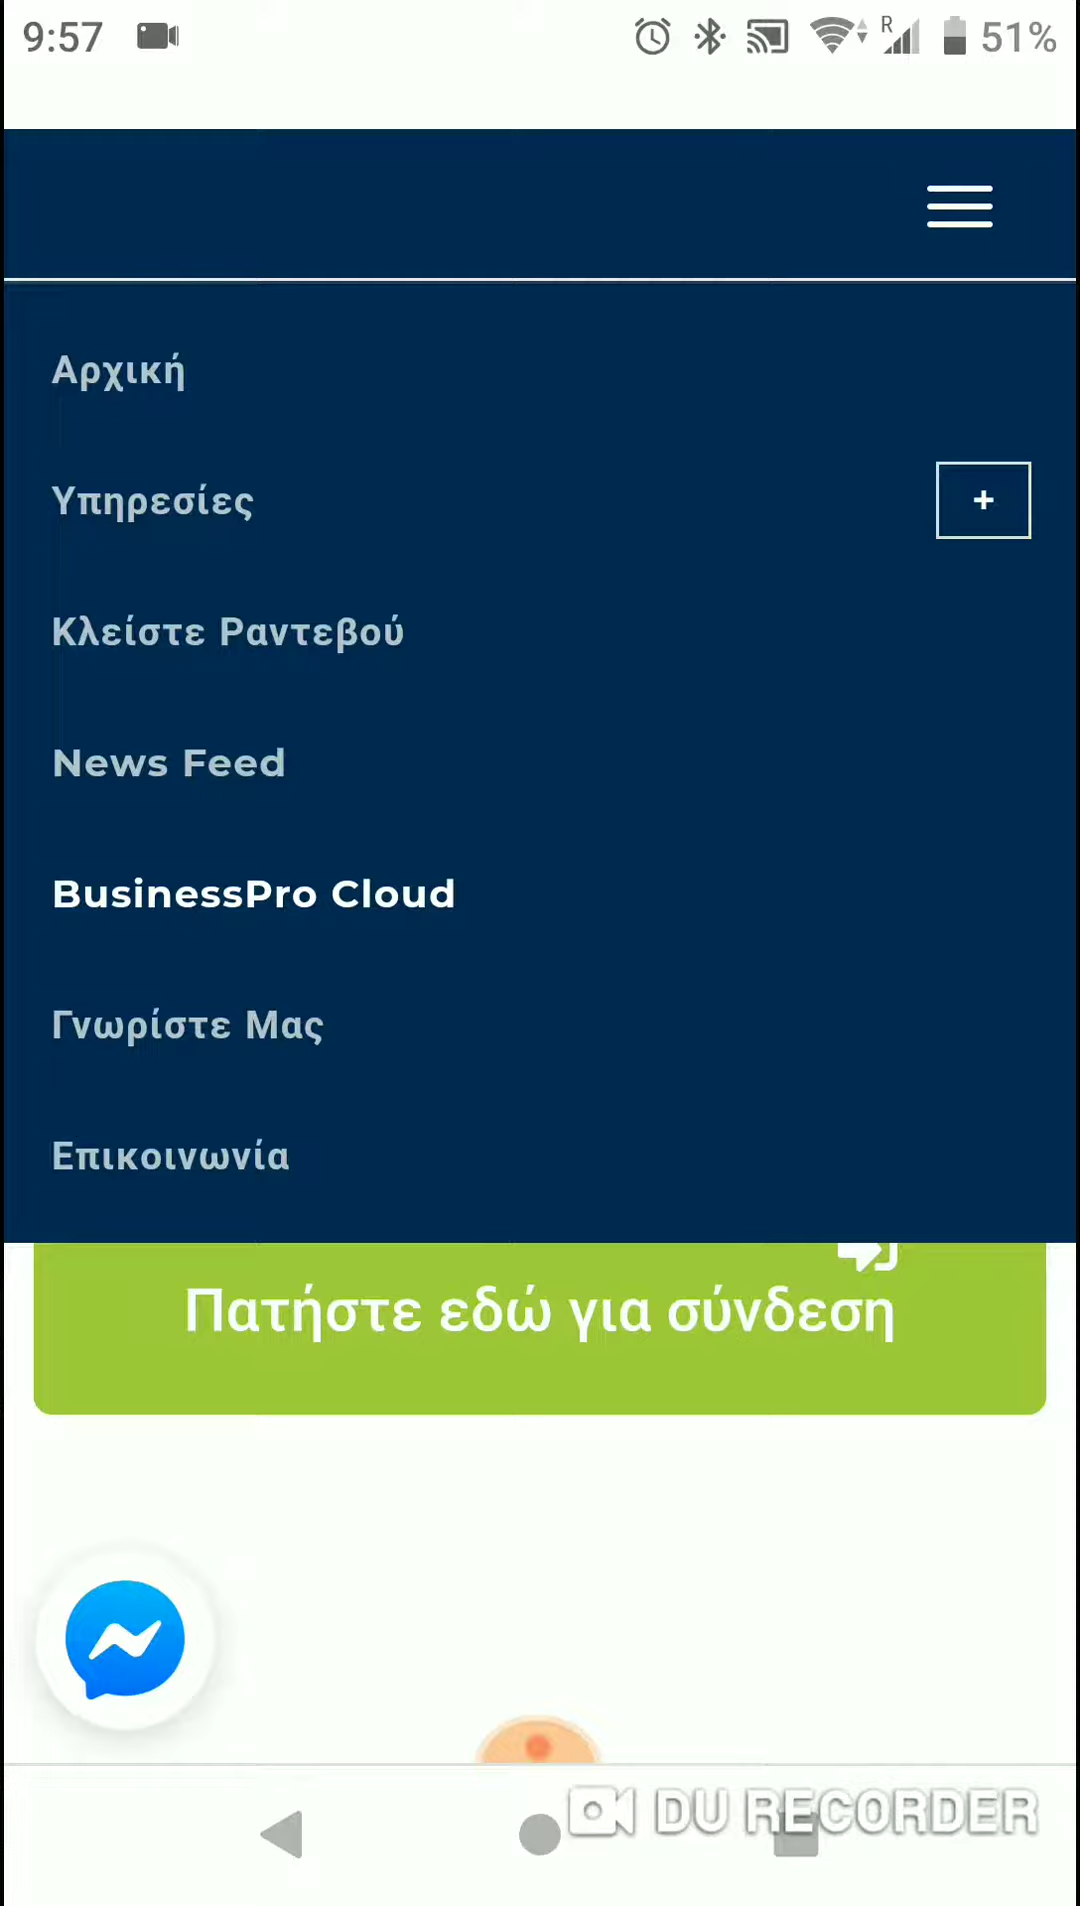 9:57
R
51%
Αρχική
Υπηρεσίες
+
Κλείστε Ραντεβού
News Feed
BusinessPro Cloud
Γνωρίστε Μας
Επικοινωνία
Πατήστε εδώ για σύνδεση
DU RECORDER